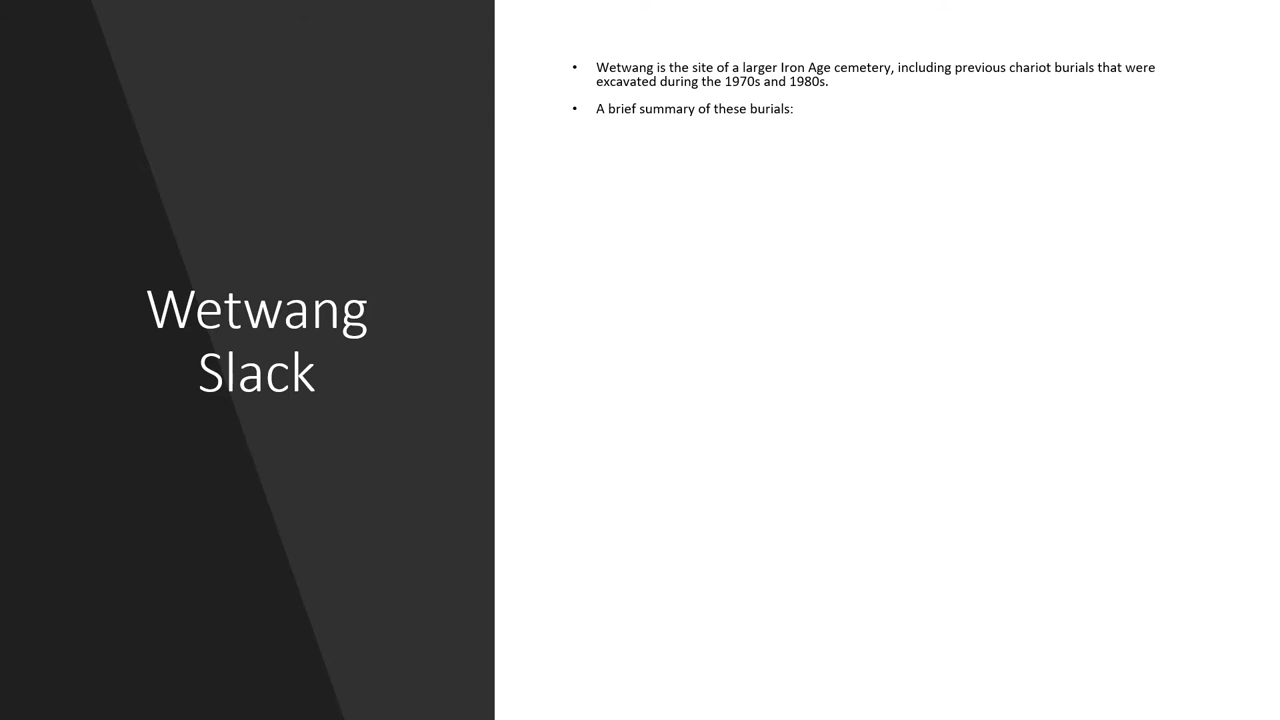 Wetwang
Slack
• Wetwang is the site of a larger Iron Age cemetery, including previous chariot burials that were
excavated during the 1970s and 1980s.
• A brief summary of these burials: